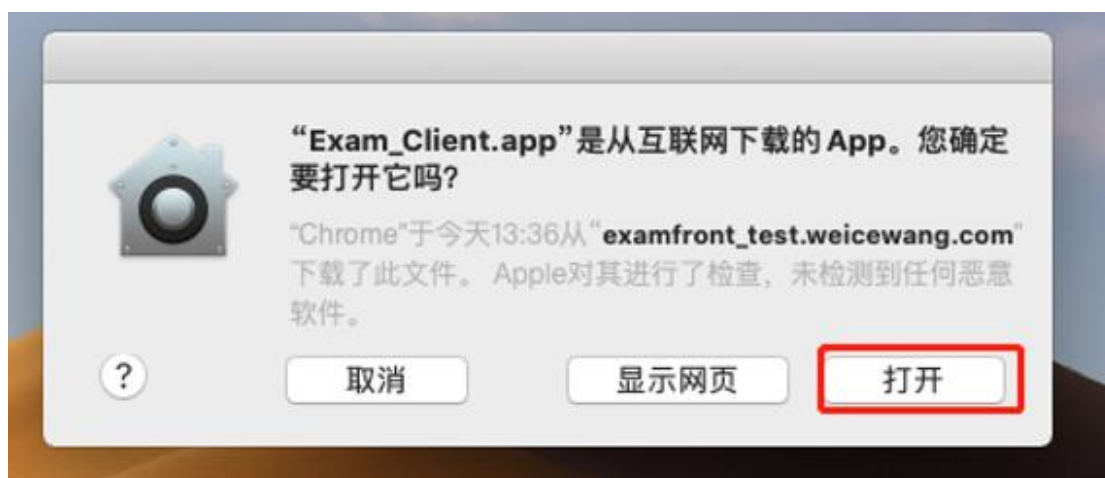 “Exam_Client.app”是从互联网下载的 App。您确定
要打开它吗?
“Chrome”于今天13:36从“examfront_test.weicewang.com”
下载了此文件。 Apple对其进行了检查，未检测到任何恶意
软件。
? 取消 显示网页 打开